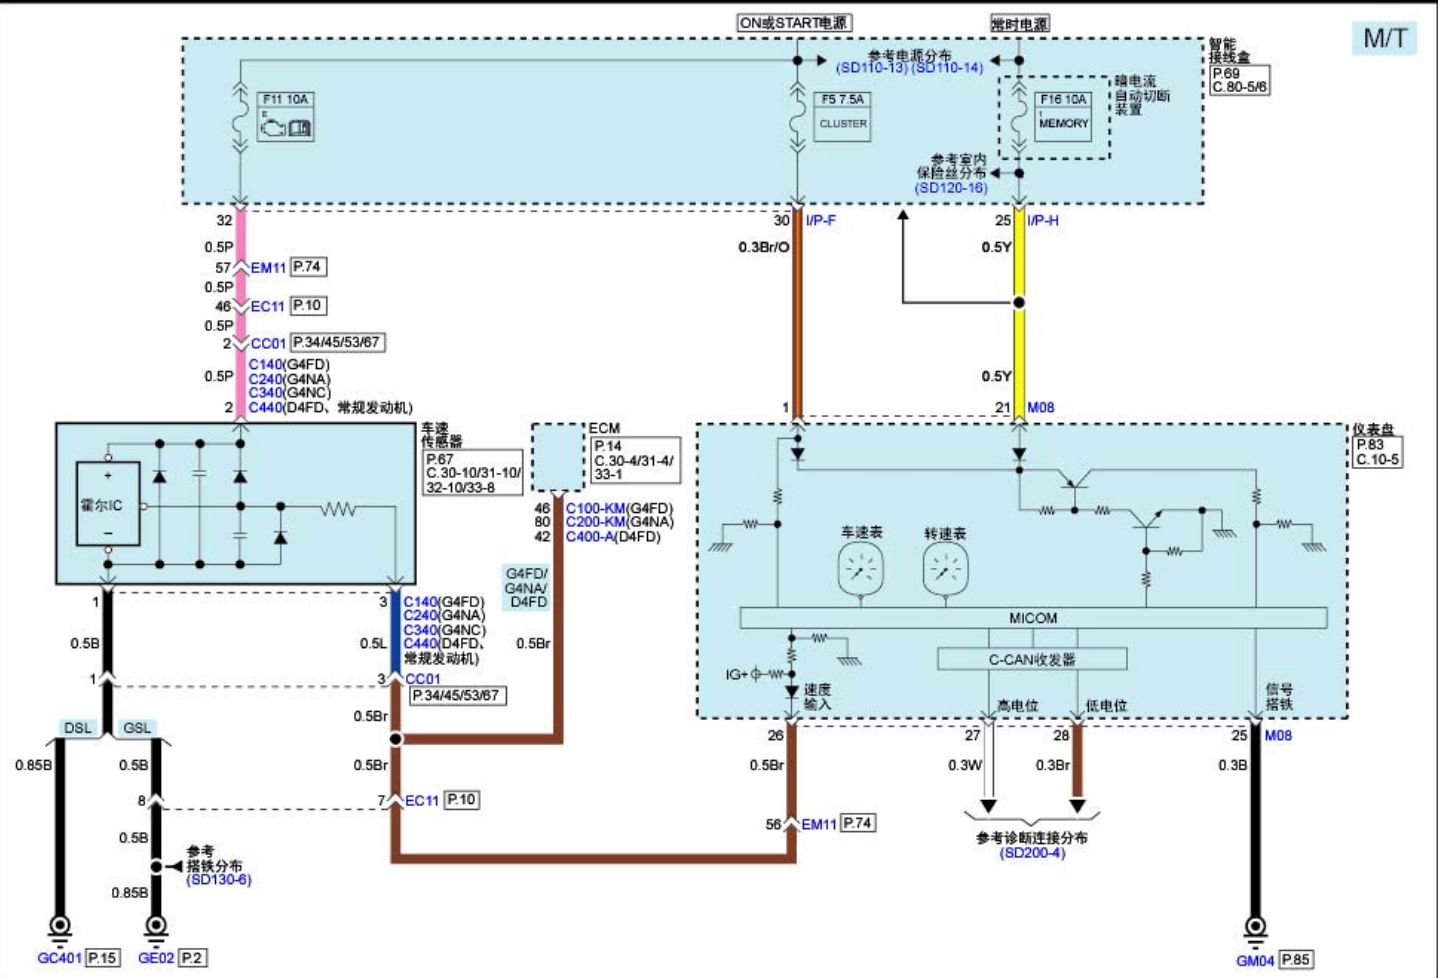 ON或START电源
常时电源
M/T
参考电源分布
(SD110-13)(SD110-14)
智能
接线盒
P.69
C.80-5/6
F11 10A
E
F5 7.5A
CLUSTER
F16 10A
I
MEMORY
暗电流
自动切断
装置
参考室内
保险丝分布
(SD120-16)
32
30
I/P-F
25
I/P-H
0.5P
0.3Br/O
0.5Y
57
EM11
P.74
0.5P
46
EC11
P.10
0.5P
2
CC01
P.34/45/53/67
0.5P
C140(G4FD)
C240(G4NA)
C340(G4NC)
C440(D4FD、常规发动机)
2
0.5Y
1
21
M08
车速
传感器
P.67
C.30-10/31-10/
32-10/33-8
ECM
P.14
C.30-4/31-4/
33-1
仪表盘
P.83
C.10-5
+
霍尔IC
−
46
C100-KM(G4FD)
80
C200-KM(G4NA)
42
C400-A(D4FD)
车速表
转速表
G4FD/
G4NA/
D4FD
1
3
C140(G4FD)
C240(G4NA)
C340(G4NC)
C440(D4FD、
常规发动机)
0.5B
0.5L
0.5Br
MICOM
C-CAN收发器
IG+
速度
输入
高电位
低电位
信号
搭铁
1
3
CC01
P.34/45/53/67
0.5Br
DSL
GSL
26
27
28
25
M08
0.85B
0.5B
0.5Br
0.5Br
0.3W
0.3Br
0.3B
8
7
EC11
P.10
56
EM11
P.74
0.5B
参考
搭铁分布
(SD130-6)
参考诊断连接分布
(SD200-4)
0.85B
GC401
P.15
GE02
P.2
GM04
P.85